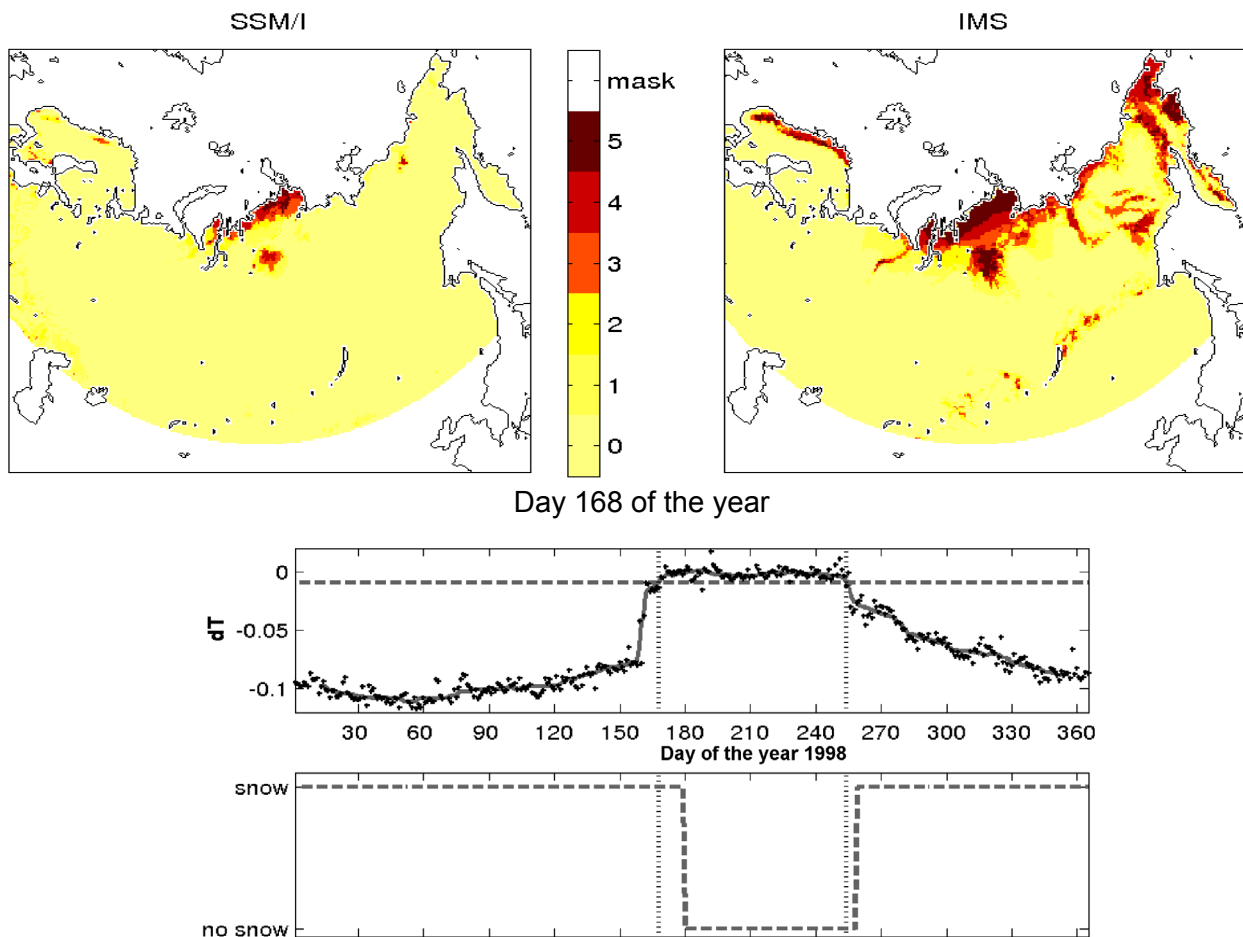 SSM/I
IMS
mask
5
4
3
2
1
0
Day 168 of the year
dT
0
-0.05
-0.1
30 60 90 120 150 180 210 240 270 300 330 360
Day of the year 1998
snow
no snow